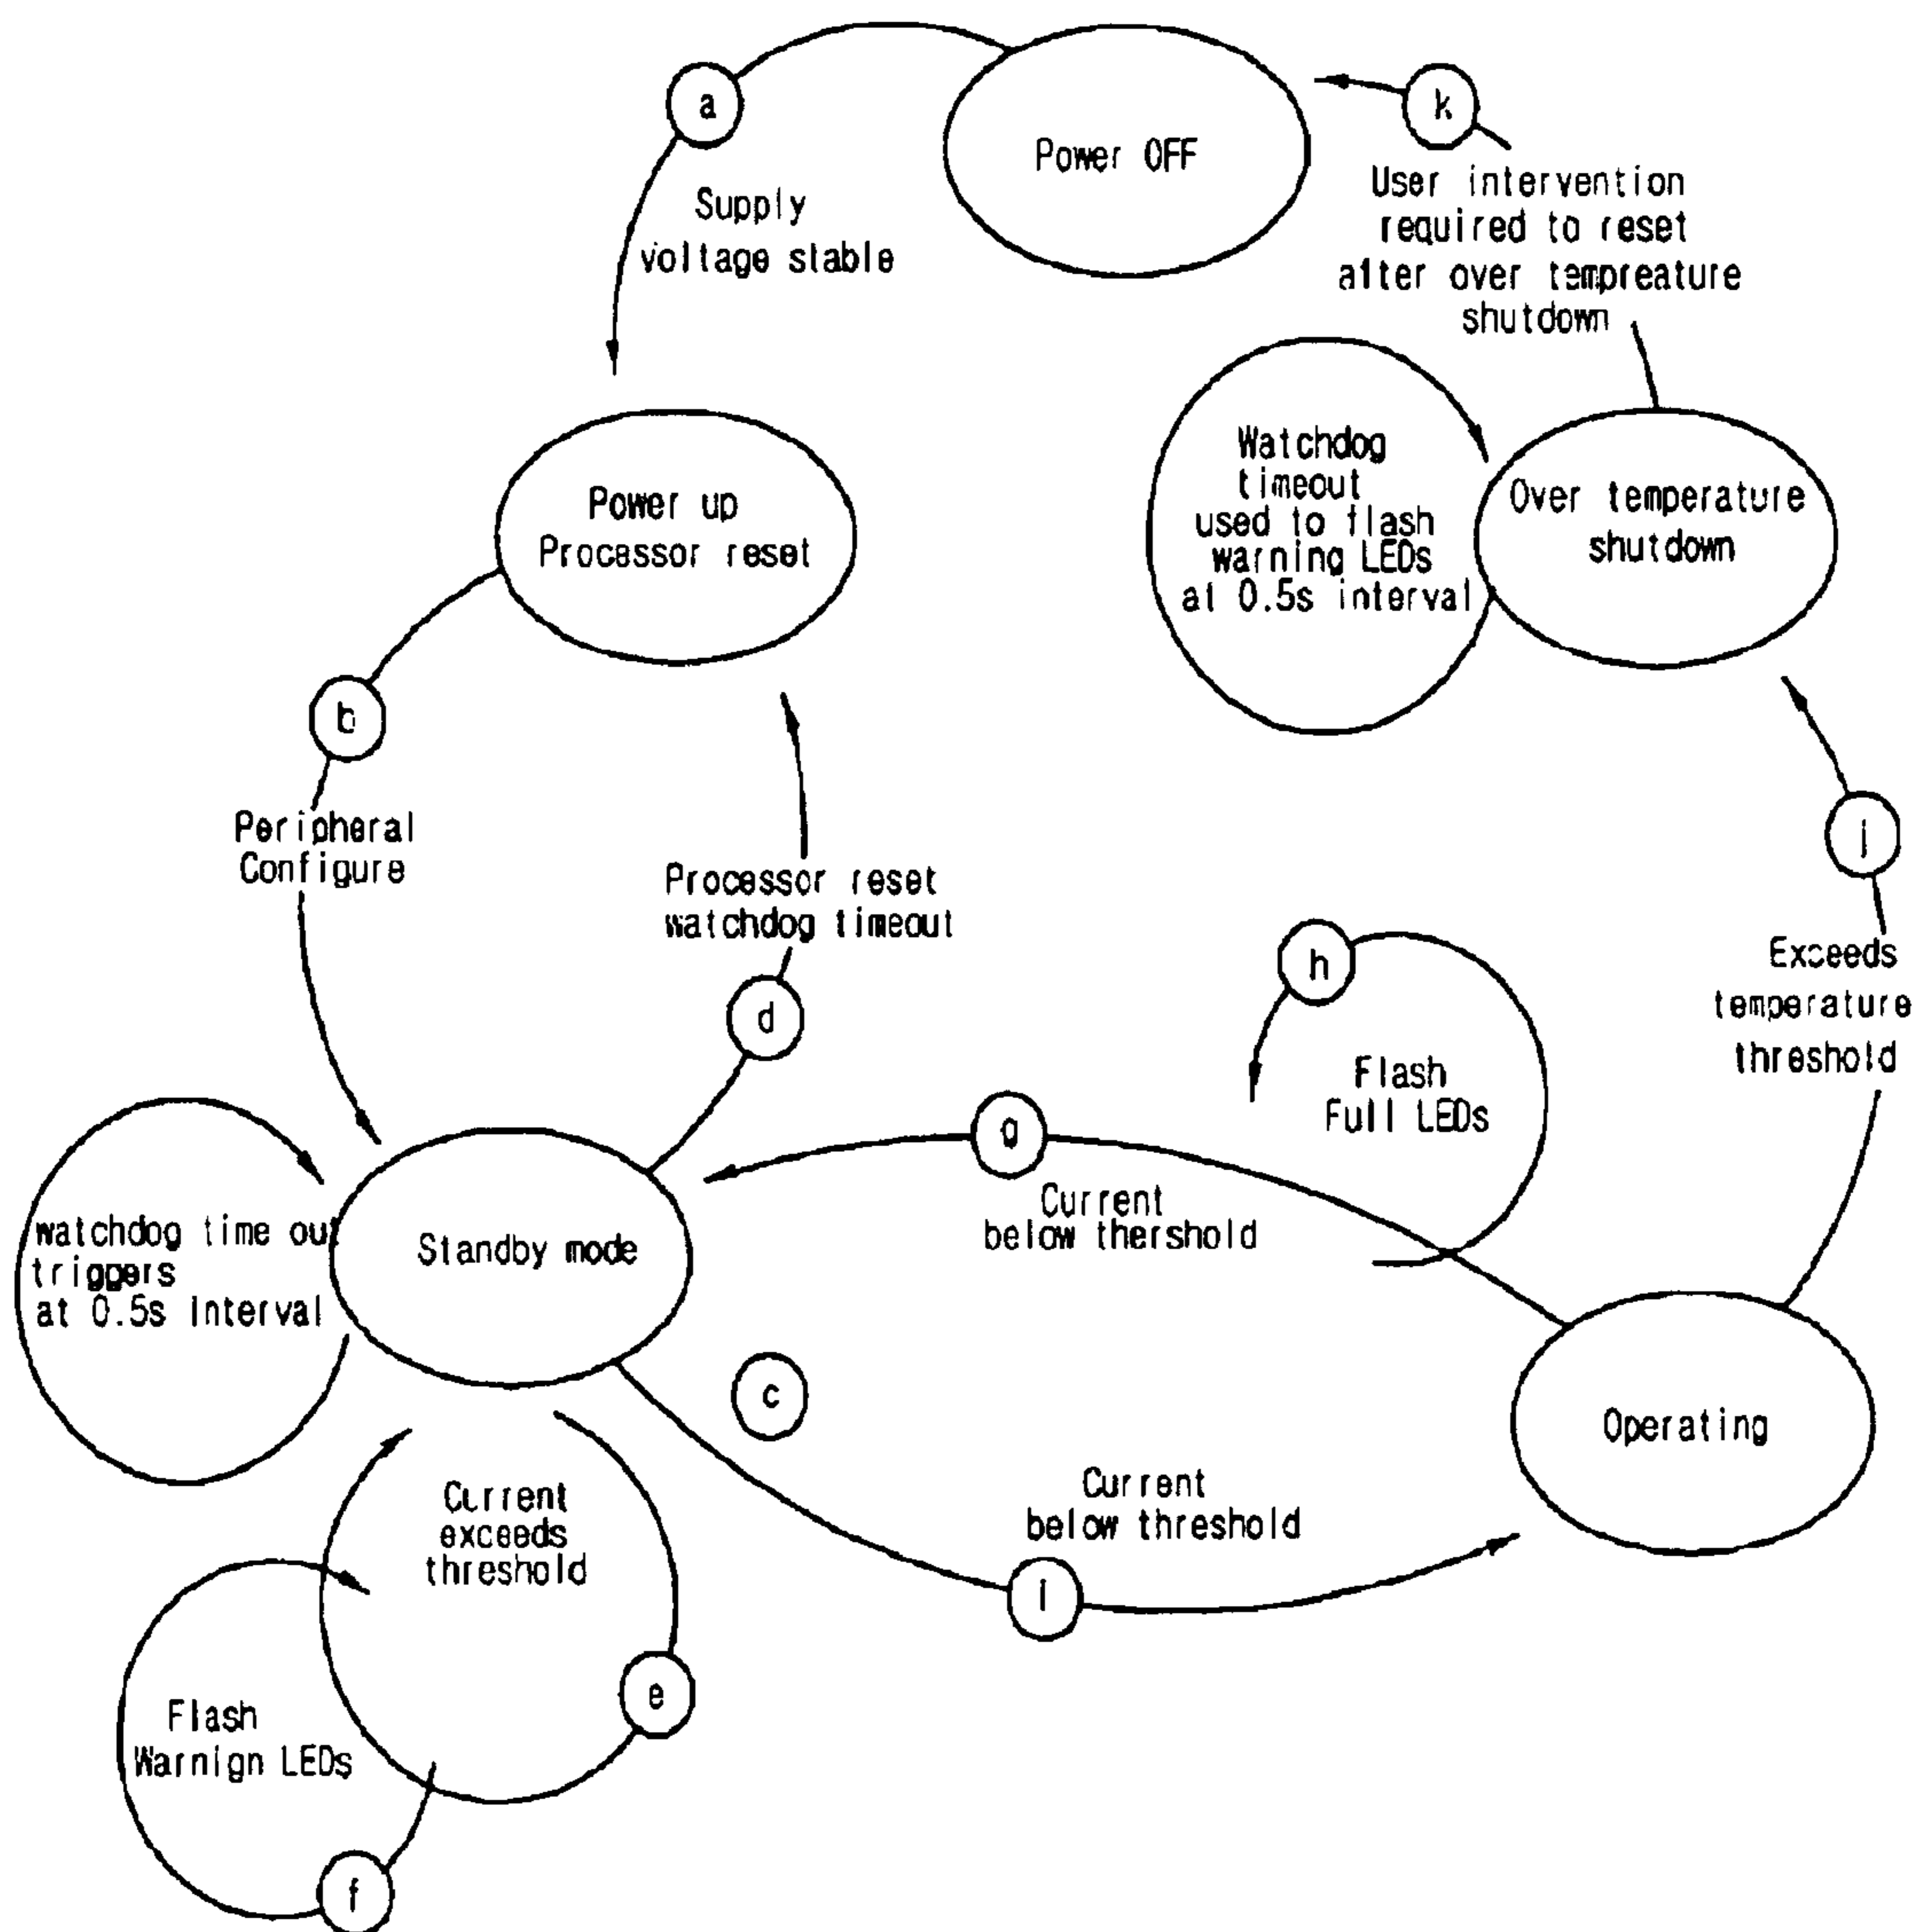 a
Power OFF
k
Supply
voltage stable
User intervention
required to reset
after over tempreature
shutdown
Power up
Processor reset
Watchdog
timeout
used to flash
warning LEDs
at 0.5s interval
Over temperature
shutdown
b
Peripheral
Configure
Processor reset
watchdog timeout
d
j
Exceeds
temperature
threshold
h
Flash
Full LEDs
g
Current
below thershold
watchdog time out
triggers
at 0.5s Interval
Standby mode
c
Operating
Current
exceeds
threshold
Current
below threshold
i
e
Flash
Warnign LEDs
f